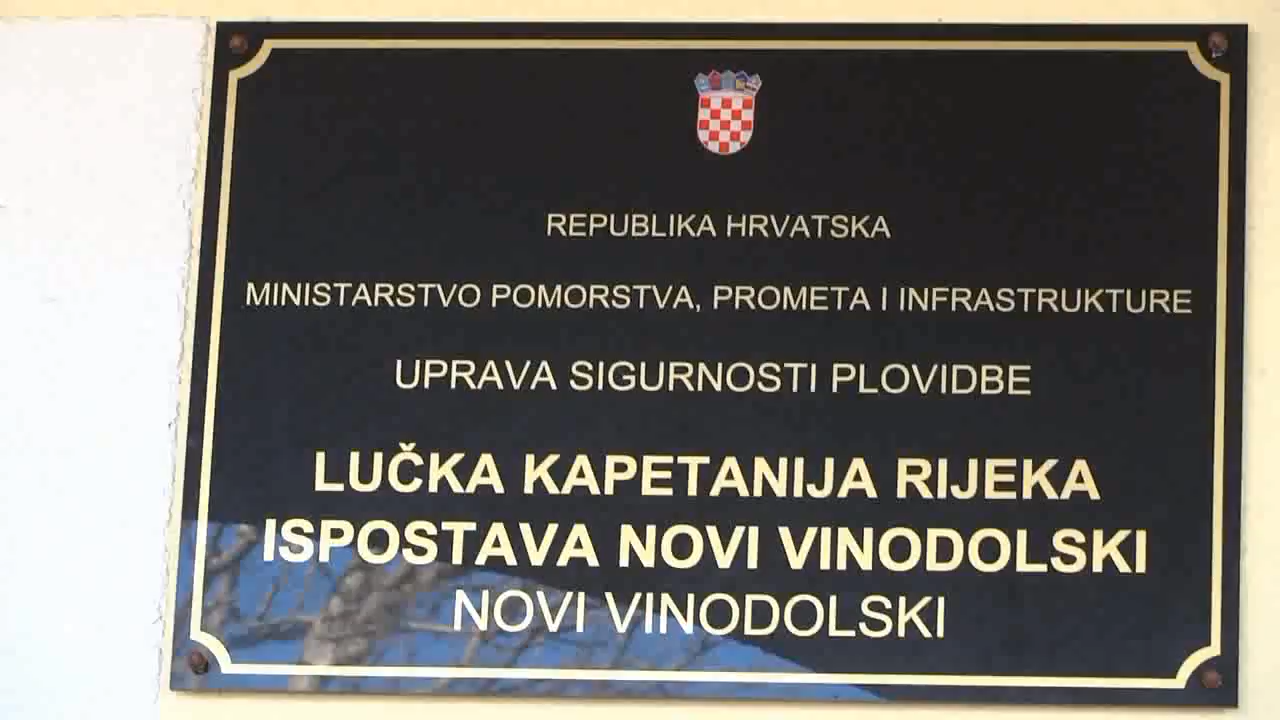 REPUBLIKA HRVATSKA
MINISTARSTVO POMORSTVA, PROMETA I INFRASTRUKTURE
UPRAVA SIGURNOSTI PLOVIDBE
LUČKA KAPETANIJA RIJEKA
ISPOSTAVA NOVI VINODOLSKI
NOVI VINODOLSKI